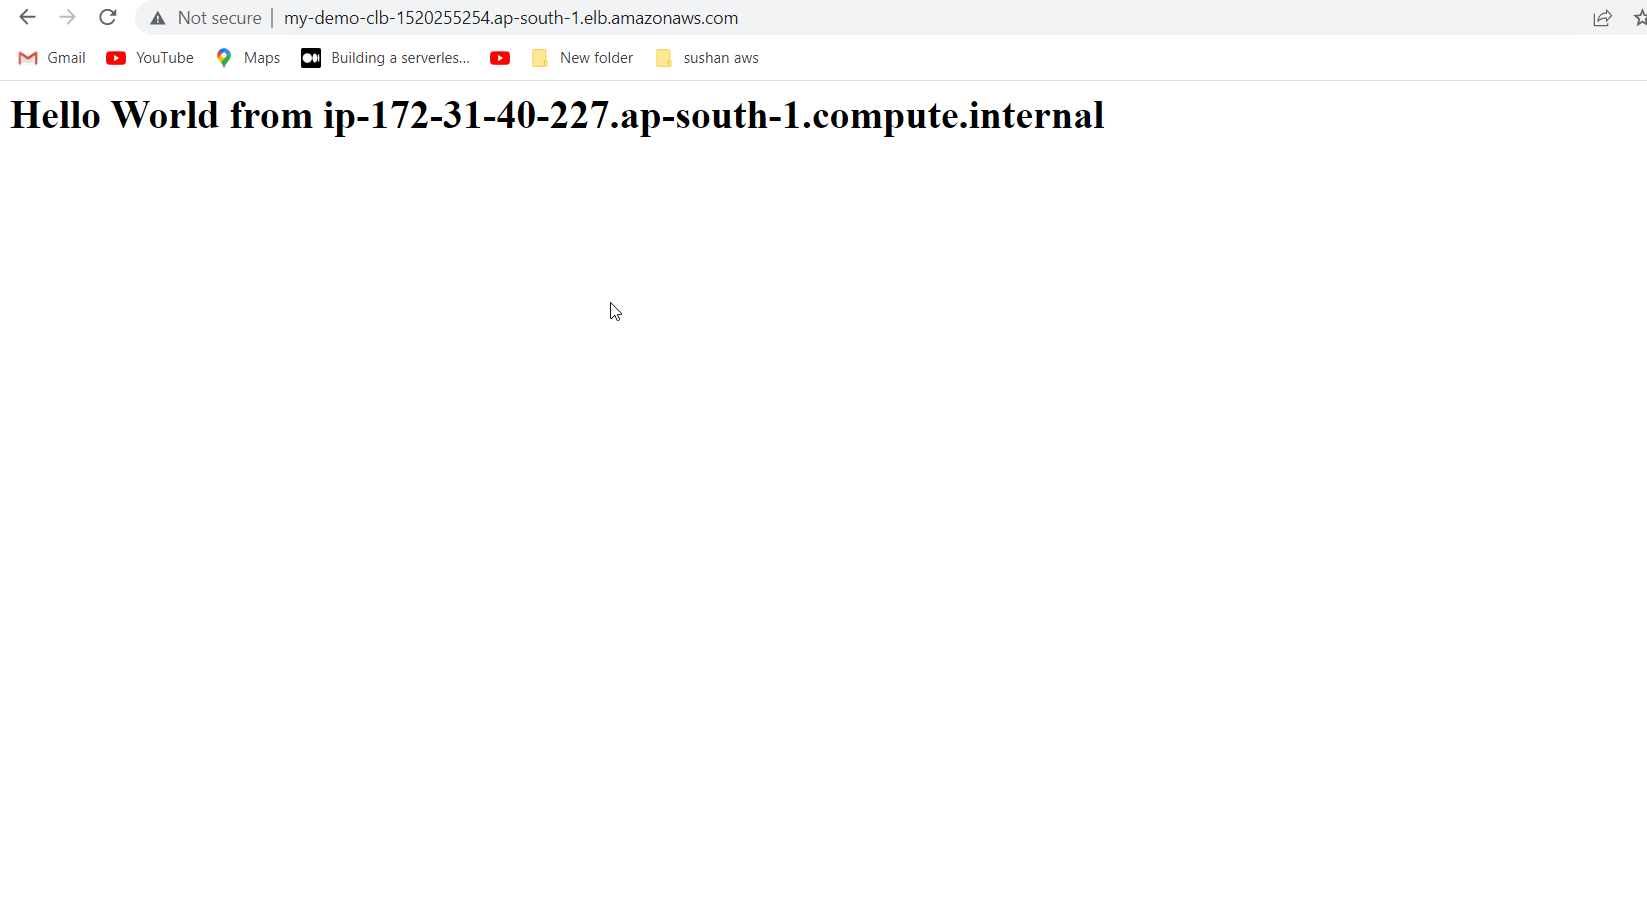 Not secure | my-demo-clb-1520255254.ap-south-1.elb.amazonaws.com
Gmail YouTube Maps Building a serverles... New folder sushan aws
Hello World from ip-172-31-40-227.ap-south-1.compute.internal